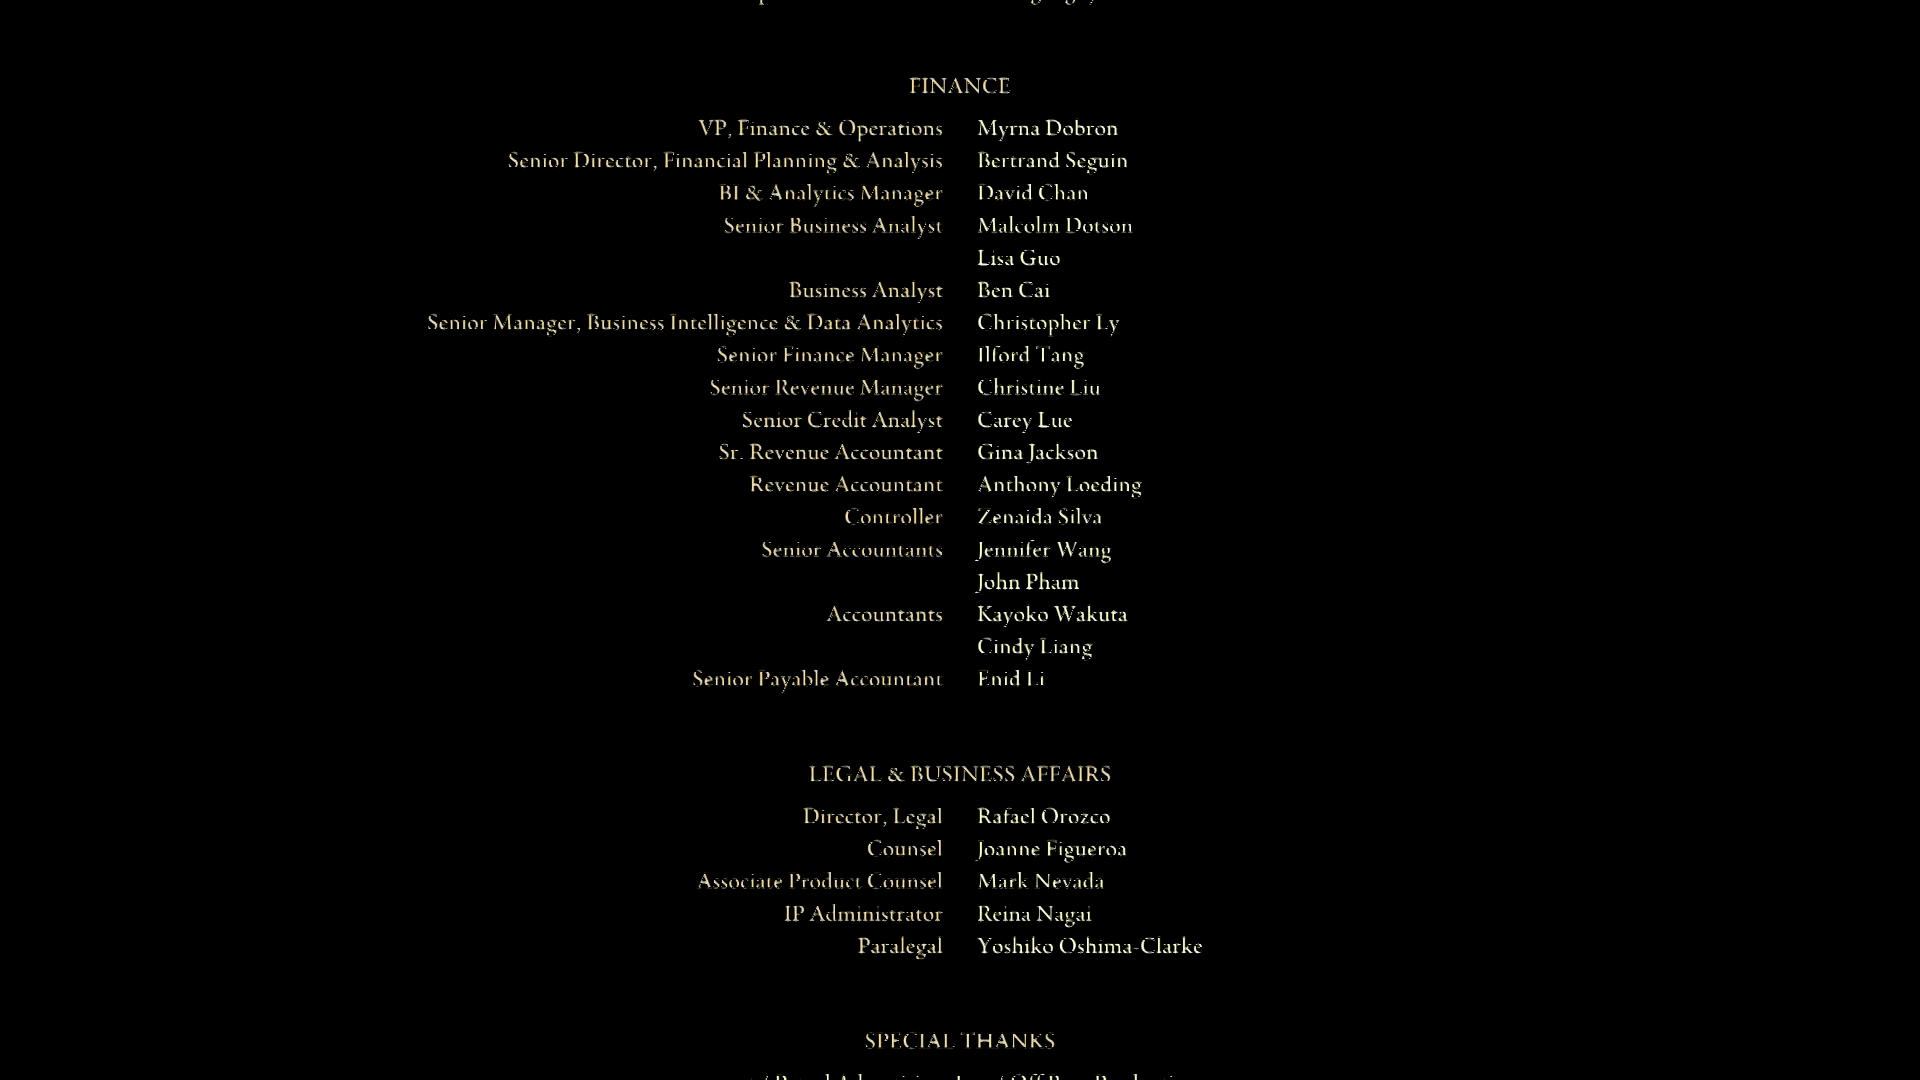 FINANCE
VP, Finance & Operations Myrna Dobron
Senior Director, Financial Planning & Analysis Bertrand Seguin
BI & Analytics Manager David Chan
Senior Business Analyst Malcolm Dotson
Lisa Guo
Business Analyst Ben Cai
Senior Manager, Business Intelligence & Data Analytics Christopher Ly
Senior Finance Manager Ilford Tang
Senior Revenue Manager Christine Liu
Senior Credit Analyst Carey Lue
Sr. Revenue Accountant Gina Jackson
Revenue Accountant Anthony Loeding
Controller Zenaida Silva
Senior Accountants Jennifer Wang
John Pham
Accountants Kayoko Wakuta
Cindy Liang
Senior Payable Accountant Enid Li
LEGAL & BUSINESS AFFAIRS
Director, Legal Rafael Orozco
Counsel Joanne Figueroa
Associate Product Counsel Mark Nevada
IP Administrator Reina Nagai
Paralegal Yoshiko Oshima-Clarke
SPECIAL THANKS